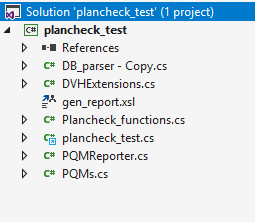 Solution 'plancheck_test' (1 project)
C# plancheck_test
References
C# DB_parser - Copy.cs
C# DVHExtensions.cs
gen_report.xsl
C# Plancheck_functions.cs
C# plancheck_test.cs
C# PQMReporter.cs
C# PQMs.cs